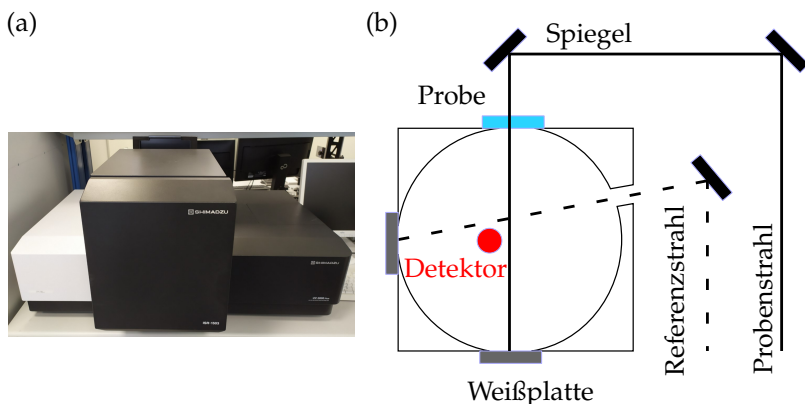 (a)
(b)
Spiegel
Probe
SHIMADZU
SHIMADZU
Detektor
Referenzstrahl
Probenstrahl
Weißplatte